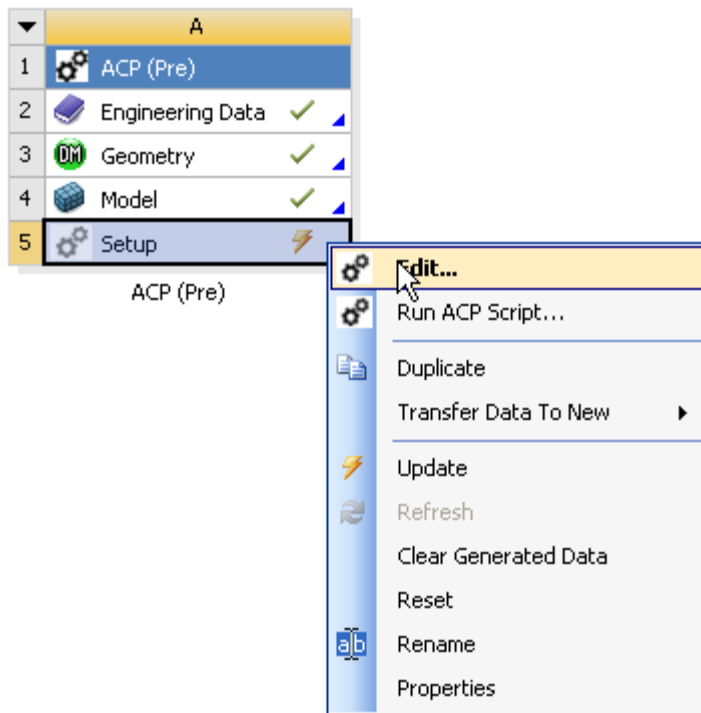 A
1 ACP (Pre)
2 Engineering Data
3 DM Geometry
4 Model
5 Setup
ACP (Pre)
Edit...
Run ACP Script...
Duplicate
Transfer Data To New
Update
Refresh
Clear Generated Data
Reset
ab Rename
Properties